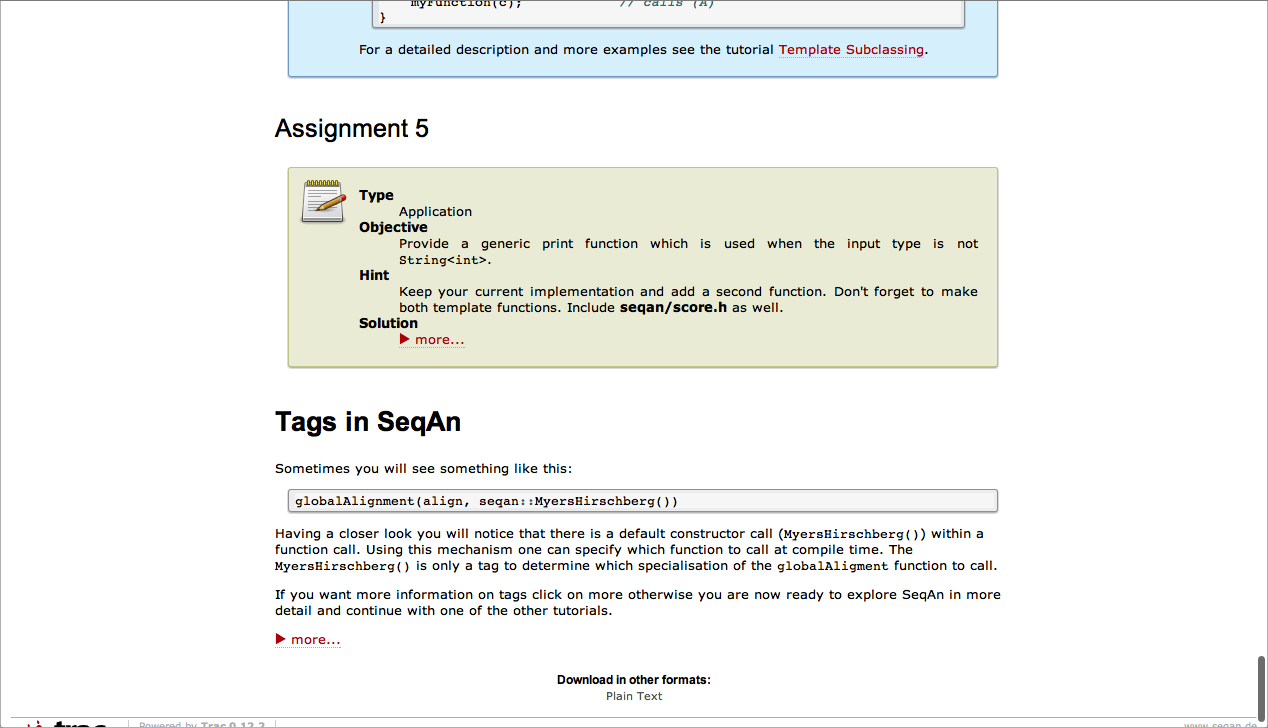 myFunction(c);            // calls (A)
}
For a detailed description and more examples see the tutorial Template Subclassing.
Assignment 5
Type
Application
Objective
Provide a generic print function which is used when the input type is not
String<int>.
Hint
Keep your current implementation and add a second function. Don't forget to make
both template functions. Include seqan/score.h as well.
Solution
more...
Tags in SeqAn
Sometimes you will see something like this:
globalAlignment(align, seqan::MyersHirschberg())
Having a closer look you will notice that there is a default constructor call (MyersHirschberg()) within a
function call. Using this mechanism one can specify which function to call at compile time. The
MyersHirschberg() is only a tag to determine which specialisation of the globalAligment function to call.
If you want more information on tags click on more otherwise you are now ready to explore SeqAn in more
detail and continue with one of the other tutorials.
more...
Download in other formats:
Plain Text
trac Powered by Trac 0.12.2 www.seqan.de